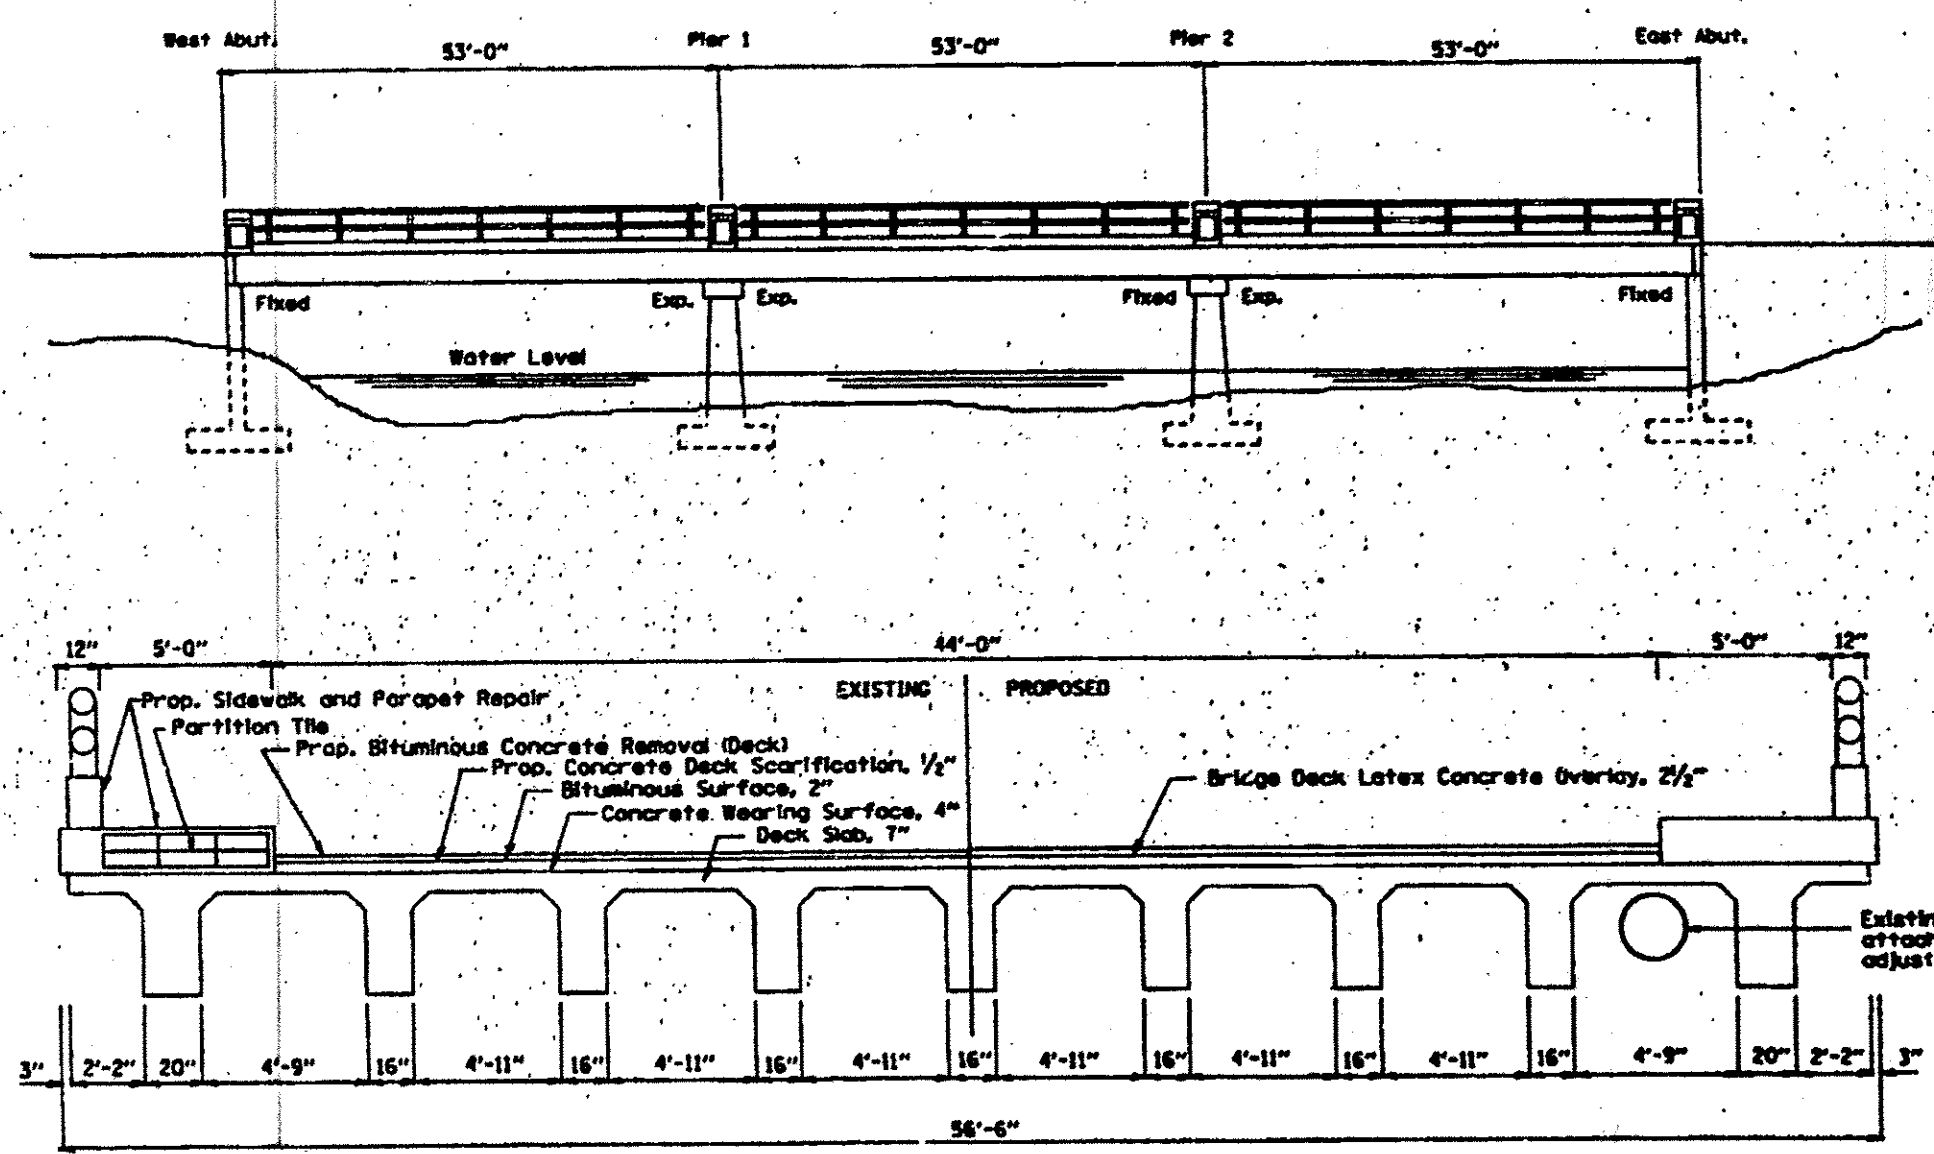 West Abut. 53'-0" Pier 1 53'-0" Pier 2 53'-0" East Abut.
Fixed Exp. Exp. Fixed Exp. Fixed
Water Level
12" 5'-0" 44'-0" 5'-0" 12"
EXISTING PROPOSED
Prop. Sidewalk and Parapet Repair
Partition Tile
Prop. Bituminous Concrete Removal (Deck)
Prop. Concrete Deck Scarification, 1/2"
Bituminous Surface, 2"
Concrete Wearing Surface, 4"
Deck Slab, 7"
Bridge Deck Latex Concrete Overlay, 2 1/2"
Existin
attach
adjust
3" 2'-2" 20" 4'-9" 16" 4'-11" 16" 4'-11" 16" 4'-11" 16" 4'-11" 16" 4'-11" 16" 4'-11" 16" 4'-9" 20" 2'-2" 3"
56'-6"